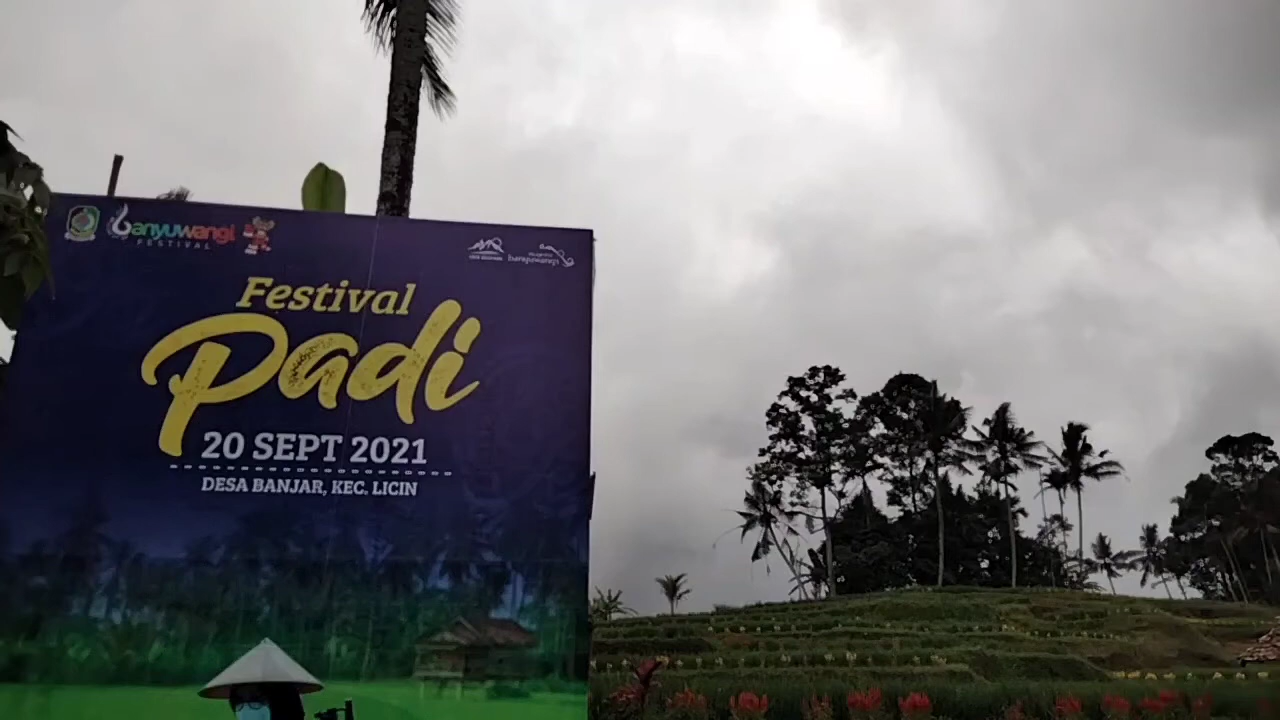 Banyuwangi
FESTIVAL
Festival
Padi
20 SEPT 2021
DESA BANJAR, KEC. LICIN